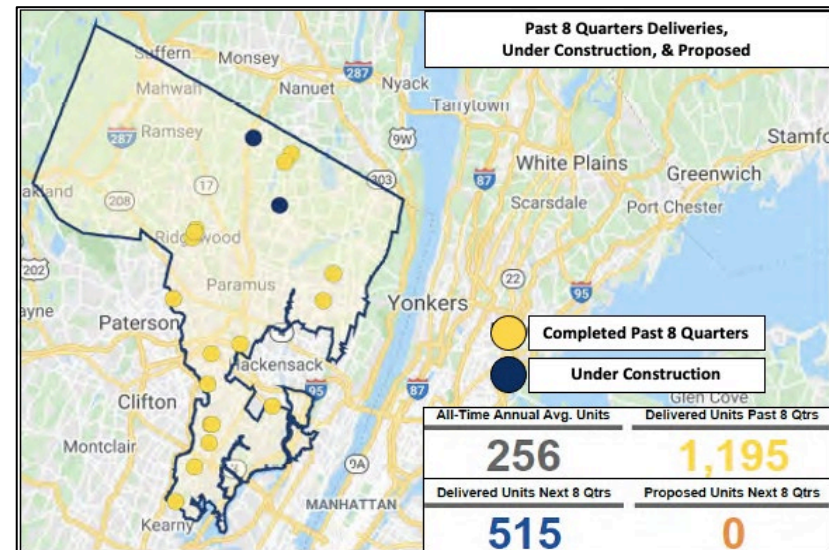 Past 8 Quarters Deliveries,
Under Construction, & Proposed
Suffern
Monsey
287
Nyack
Mahwah
Nanuet
Tarrytown
Ramsey
287
9W
Stamf
White Plains
87
Greenwich
303
17
208
Scarsdale
Port Chester
Ridgewood
202
22
Paramus
95
Yonkers
ayne
Paterson
Completed Past 8 Quarters
Hackensack
Under Construction
95
87
Glen Cove
Clifton
All-Time Annual Avg. Units
Delivered Units Past 8 Qtrs
256
1,195
Montclair
9A
Delivered Units Next 8 Qtrs
Proposed Units Next 8 Qtrs
MANHATTAN
Kearny
515
0